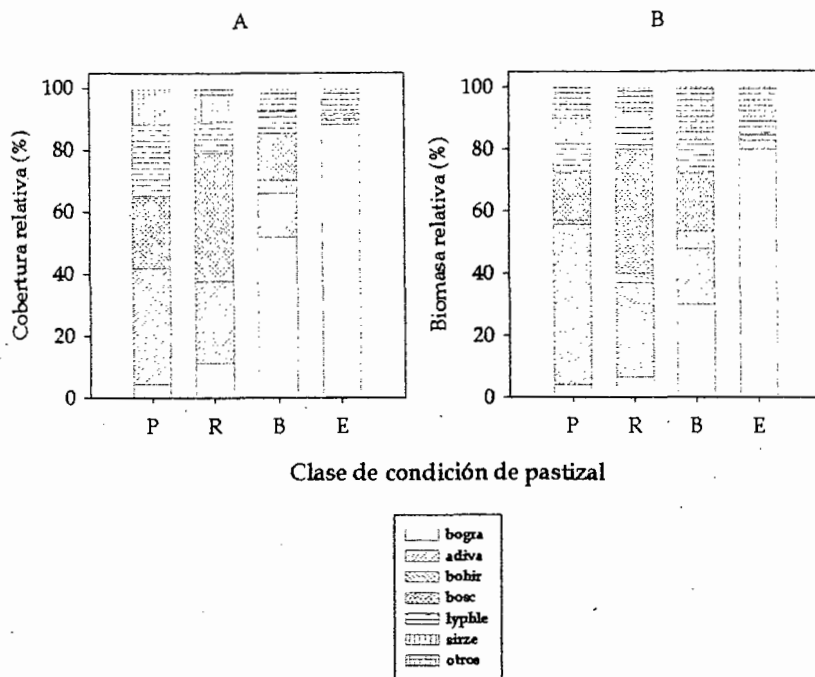 A
B
Cobertura relativa (%)
100
80
60
40
20
0
P R B E
Biomasa relativa (%)
100
80
60
40
20
0
P R B E
Clase de condición de pastizal
bogra
adiva
bohir
bosc
lyphle
sirze
otros